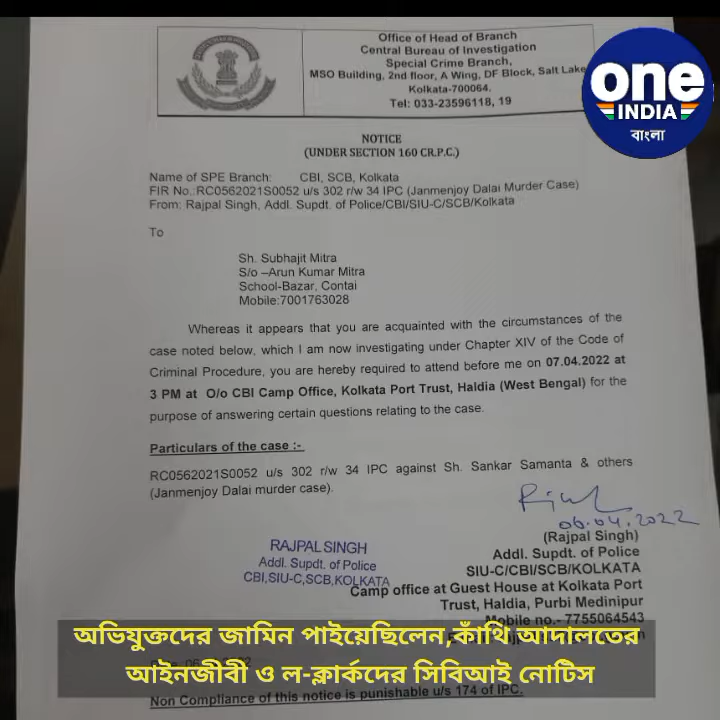 Office of Head of Branch
Central Bureau of Investigation
Special Crime Branch,
MSO Building, 2nd floor, A Wing, DF Block, Salt Lake
Kolkata-700064.
Tel: 033-23596118, 19
one
INDIA
বাংলা
NOTICE
(UNDER SECTION 160 CR.P.C.)
Name of SPE Branch: CBI, SCB, Kolkata
FIR No.:RC0562021S0052 u/s 302 r/w 34 IPC (Janmenjoy Dalai Murder Case)
From: Rajpal Singh, Addl. Supdt. of Police/CBI/SIU-C/SCB/Kolkata
To
Sh. Subhajit Mitra
S/o –Arun Kumar Mitra
School-Bazar, Contai
Mobile:7001763028
Whereas it appears that you are acquainted with the circumstances of the
case noted below, which I am now investigating under Chapter XIV of the Code of
Criminal Procedure, you are hereby required to attend before me on 07.04.2022 at
3 PM at O/o CBI Camp Office, Kolkata Port Trust, Haldia (West Bengal) for the
purpose of answering certain questions relating to the case.
Particulars of the case :-
RC0562021S0052 u/s 302 r/w 34 IPC against Sh. Sankar Samanta & others
(Janmenjoy Dalai murder case).
06.04.2022
(Rajpal Singh)
Addl. Supdt. of Police
SIU-C/CBI/SCB/KOLKATA
Camp office at Guest House at Kolkata Port
Trust, Haldia, Purbi Medinipur
Mobile no.- 7755064543
RAJPAL SINGH
Addl. Supdt. of Police
CBI,SIU-C,SCB,KOLKATA
অভিযুক্তদের জামিন পাইয়েছিলেন,কাঁথি আদালতের
আইনজীবী ও ল-ক্লার্কদের সিবিআই নোটিস
Non Compliance of this notice is punishable u/s 174 of IPC.